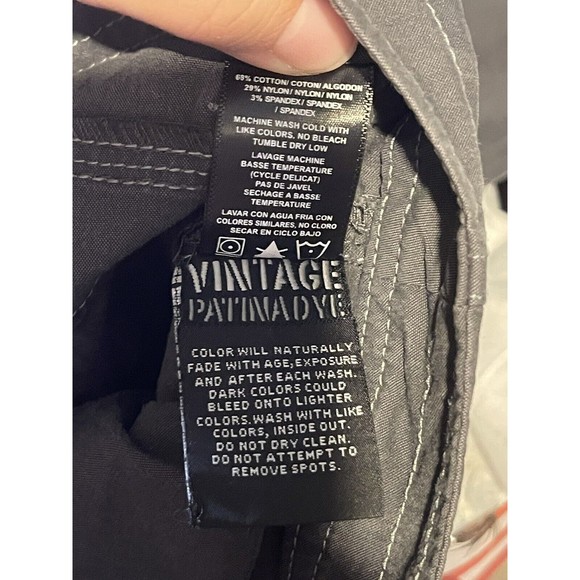 68% COTTON/ COTON/ ALGODON
29% NYLON/ NYLON/ NYLON
3% SPANDEX/ SPANDEX
/ SPANDEX
MACHINE WASH COLD WITH
LIKE COLORS. NO BLEACH
TUMBLE DRY LOW
LAVAGE MACHINE
BASSE TEMPERATURE
(CYCLE DELICAT)
PAS DE JAVEL
SECHAGE A BASSE
TEMPERATURE
LAVAR CON AGUA FRIA CON
COLORES SIMILARES, NO CLORO
SECAR EN CICLO BAJO
VINTAGE
PATINADYE
COLOR WILL NATURALLY
FADE WITH AGE, EXPOSURE
AND AFTER EACH WASH.
DARK COLORS COULD
BLEED ONTO LIGHTER
COLORS. WASH WITH LIKE
COLORS, INSIDE OUT.
DO NOT DRY CLEAN.
DO NOT ATTEMPT TO
REMOVE SPOTS.